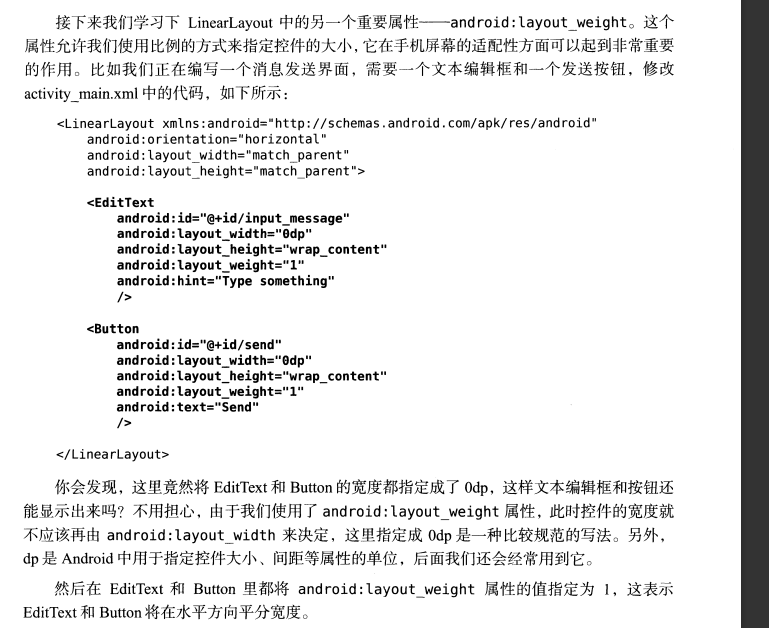 接下来我们学习下 LinearLayout 中的另一个重要属性——android:layout_weight。这个
属性允许我们使用比例的方式来指定控件的大小，它在手机屏幕的适配性方面可以起到非常重要
的作用。比如我们正在编写一个消息发送界面，需要一个文本编辑框和一个发送按钮，修改
activity_main.xml 中的代码，如下所示：
<LinearLayout xmlns:android="http://schemas.android.com/apk/res/android"
android:orientation="horizontal"
android:layout_width="match_parent"
android:layout_height="match_parent">
<EditText
android:id="@+id/input_message"
android:layout_width="0dp"
android:layout_height="wrap_content"
android:layout_weight="1"
android:hint="Type something"
/>
<Button
android:id="@+id/send"
android:layout_width="0dp"
android:layout_height="wrap_content"
android:layout_weight="1"
android:text="Send"
/>
</LinearLayout>
你会发现，这里竟然将 EditText 和 Button 的宽度都指定成了 0dp，这样文本编辑框和按钮还
能显示出来吗？不用担心，由于我们使用了 android:layout_weight 属性，此时控件的宽度就
不应该再由 android:layout_width 来决定，这里指定成 0dp 是一种比较规范的写法。另外，
dp 是 Android 中用于指定控件大小、间距等属性的单位，后面我们还会经常用到它。
然后在 EditText 和 Button 里都将 android:layout_weight 属性的值指定为 1，这表示
EditText 和 Button 将在水平方向平分宽度。